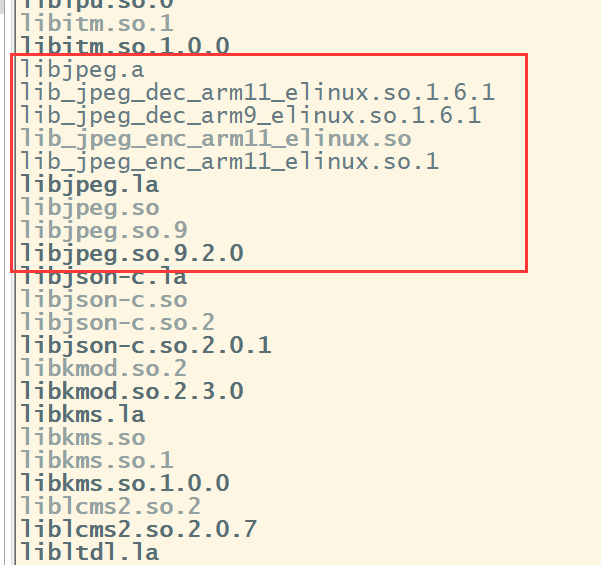 libipu.so.0
libitm.so.1
libitm.so.1.0.0
libjpeg.a
lib_jpeg_dec_arm11_elinux.so.1.6.1
lib_jpeg_dec_arm9_elinux.so.1.6.1
lib_jpeg_enc_arm11_elinux.so
lib_jpeg_enc_arm11_elinux.so.1
libjpeg.la
libjpeg.so
libjpeg.so.9
libjpeg.so.9.2.0
libjson-c.la
libjson-c.so
libjson-c.so.2
libjson-c.so.2.0.1
libkmod.so.2
libkmod.so.2.3.0
libkms.la
libkms.so
libkms.so.1
libkms.so.1.0.0
liblcms2.so.2
liblcms2.so.2.0.7
libltdl.la